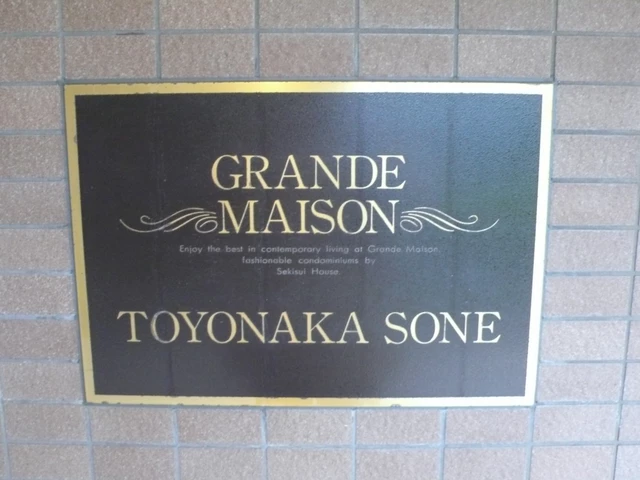 GRANDE
MAISON
Enjoy the best in contemporary living at Grande Maison,
fashionable condominiums by
Sekisui House.
TOYONAKA SONE